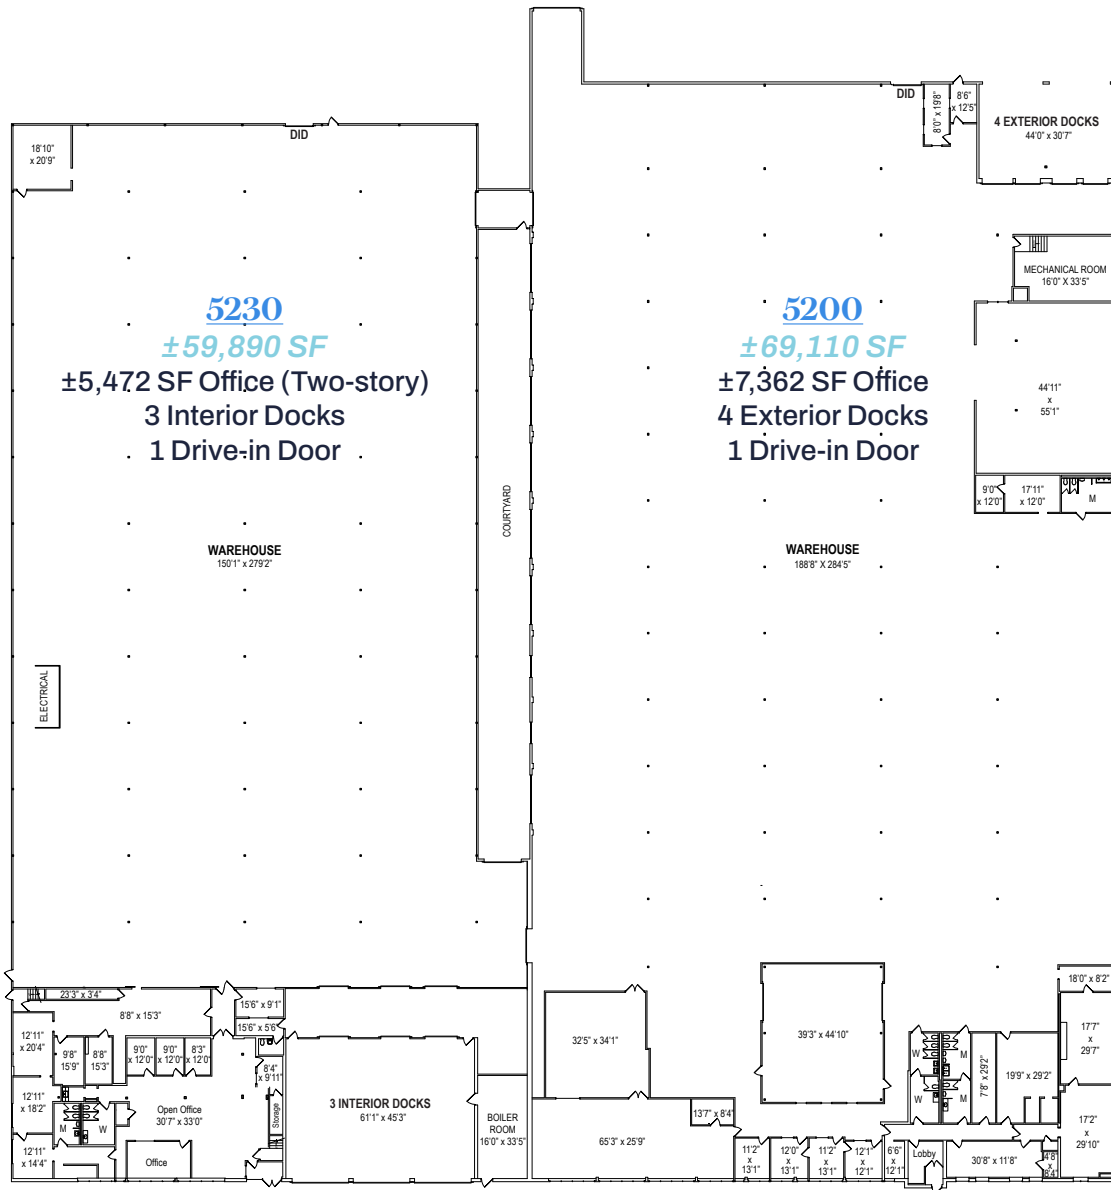 DID
18'10"
x 20'9"
5230
±59,890 SF
±5,472 SF Office (Two-story)
3 Interior Docks
1 Drive-in Door
WAREHOUSE
150'1" x 279'2"
ELECTRICAL
COURTYARD
DID
8'0" x 19'8"
8'6"
x 12'5"
4 EXTERIOR DOCKS
44'0" x 30'7"
MECHANICAL ROOM
16'0" X 33'5"
5200
±69,110 SF
±7,362 SF Office
4 Exterior Docks
1 Drive-in Door
44'11"
x
55'1"
9'0"
x 12'0"
17'11"
x 12'0"
M
WAREHOUSE
188'8" X 284'5"
23'3" x 3'4"
8'8" x 15'3"
15'6" x 9'1"
15'6" x 5'6"
12'11"
x 20'4"
9'8"
15'9"
8'8"
15'3"
9'0"
x 12'0"
9'0"
x 12'0"
8'3"
x 12'0"
8'4"
x 9'11"
12'11"
x 18'2"
M
W
Open Office
30'7" x 33'0"
Storage
12'11"
x 14'4"
Office
3 INTERIOR DOCKS
61'1" x 45'3"
BOILER
ROOM
16'0" x 33'5"
32'5" x 34'1"
39'3" x 44'10"
13'7" x 8'4"
65'3" x 25'9"
11'2"
x
13'1"
12'0"
x
13'1"
11'2"
x
13'1"
12'1"
x
12'1"
6'6"
x
12'1"
W
M
W
M
7'8" x 29'2"
19'9" x 29'2"
18'0" x 8'2"
17'7"
x
29'7"
17'2"
x
29'10"
Lobby
30'8" x 11'8"
4'8"
x
8'4"